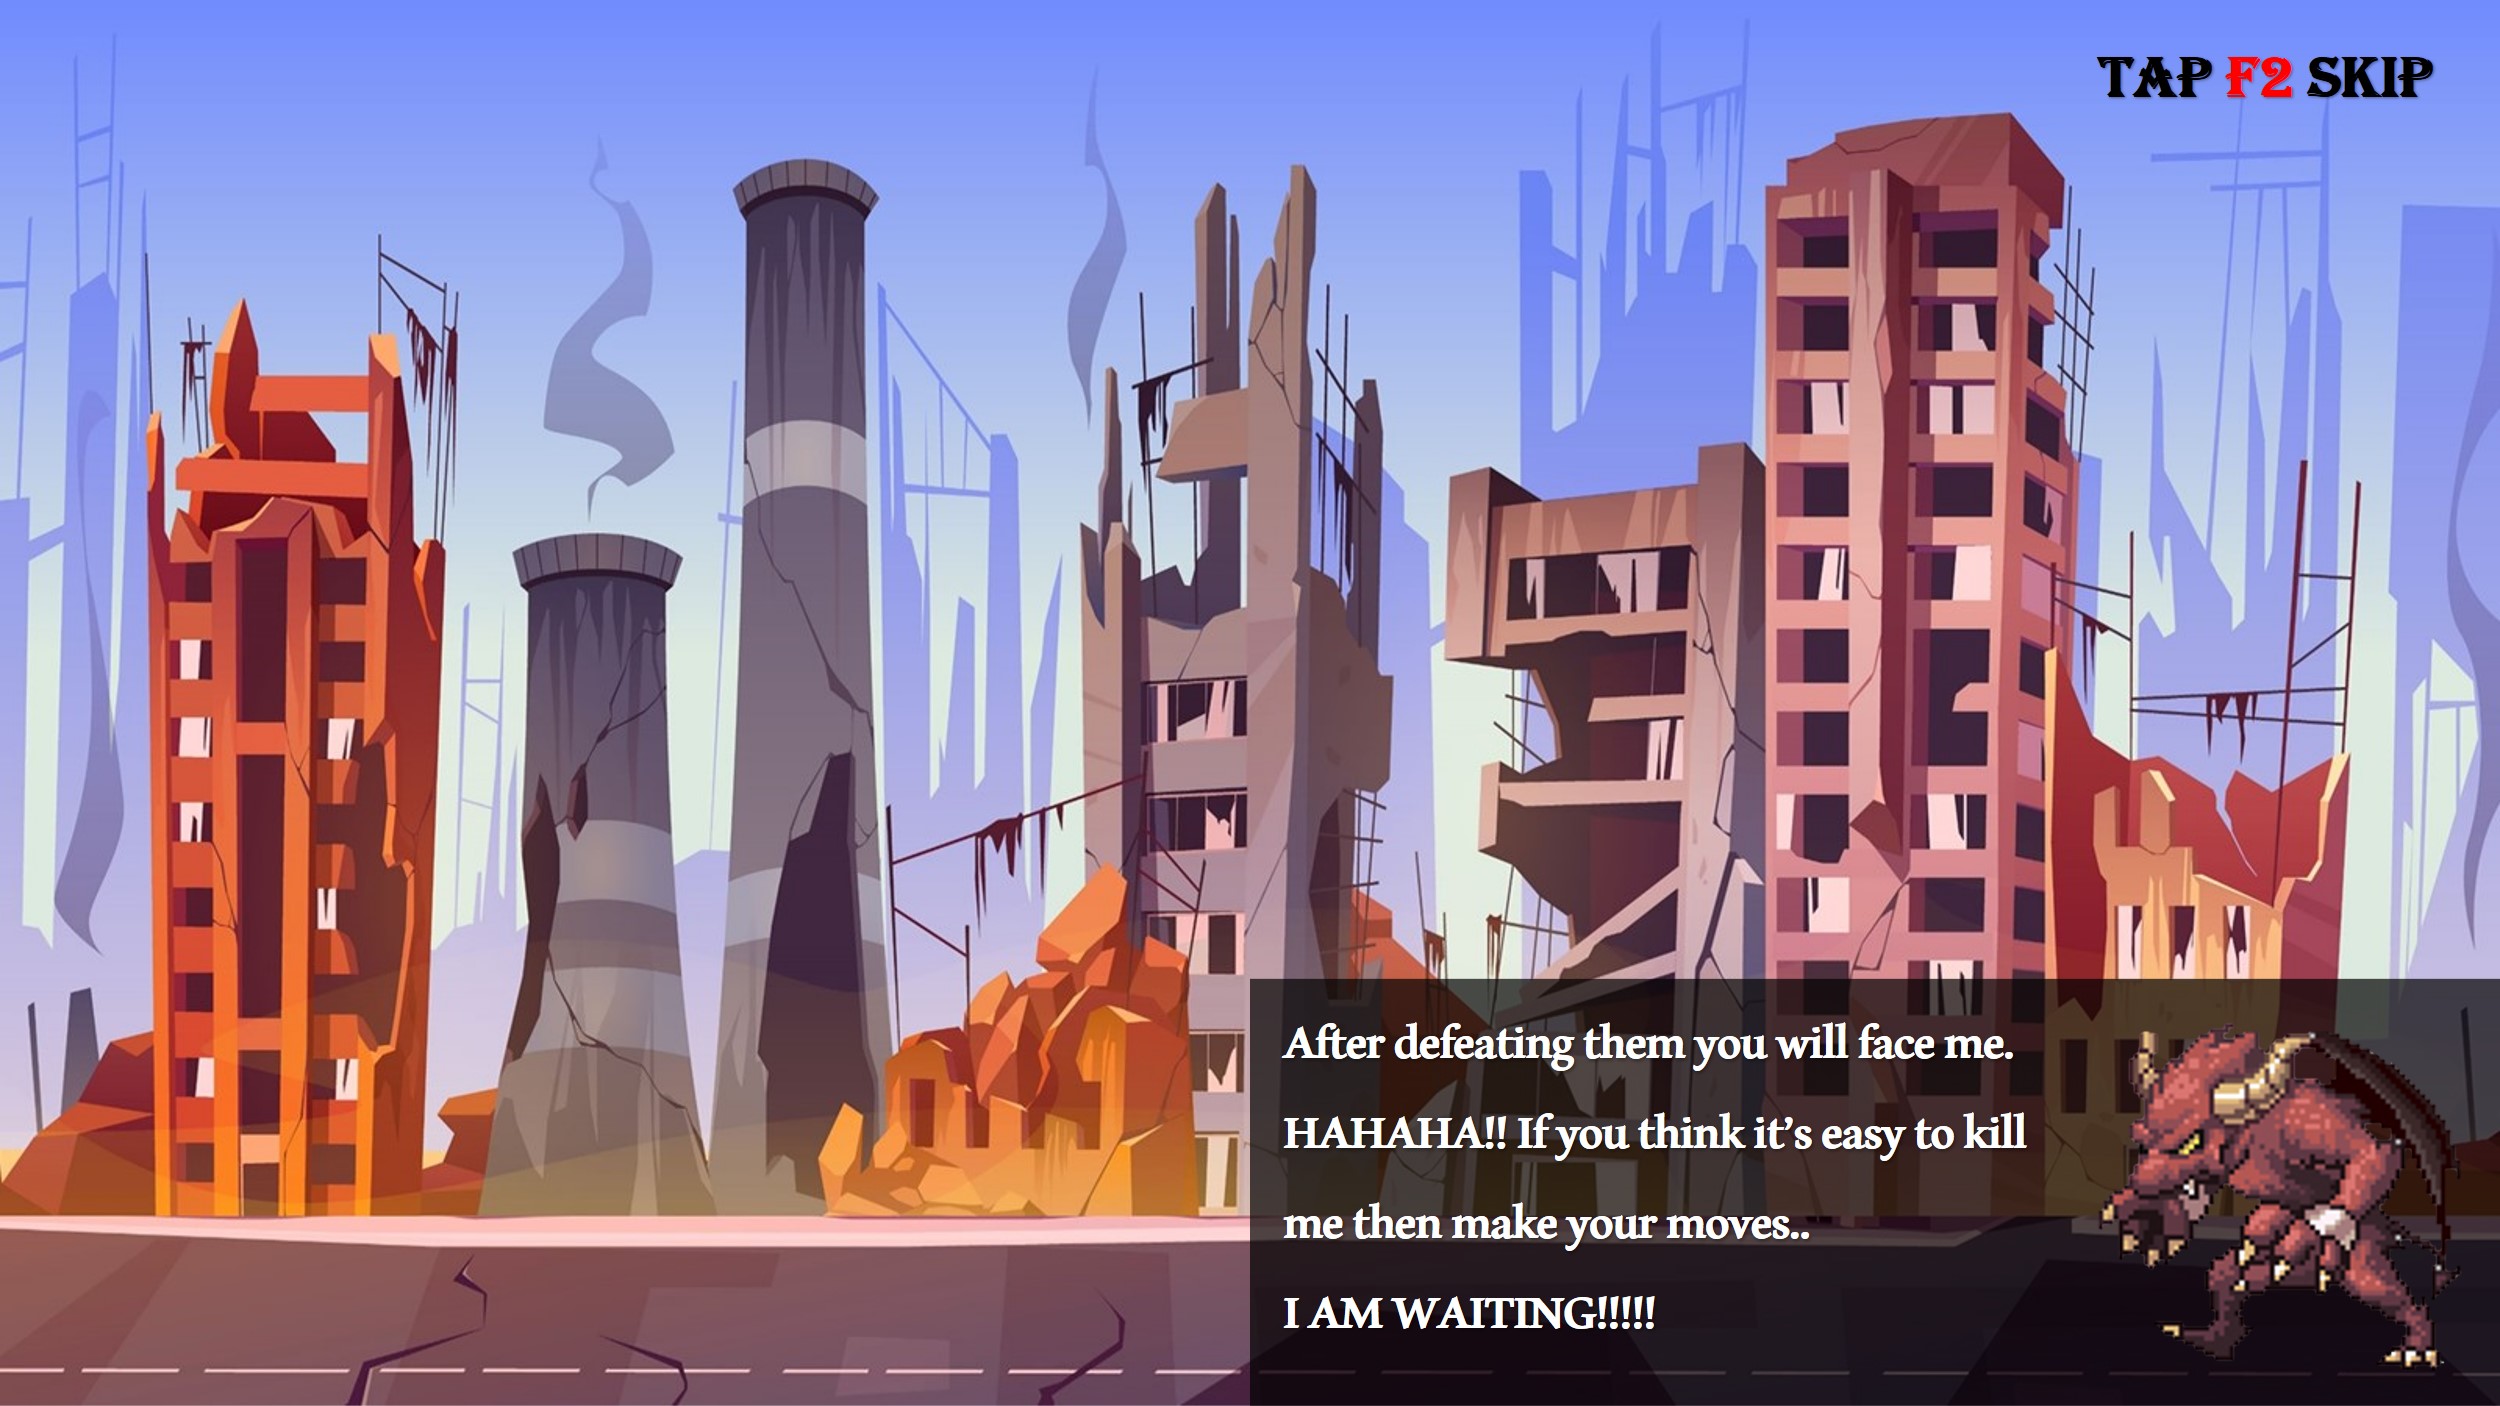 TAP F2 SKIP
After defeating them you will face me.
HAHAHA!! If you think it’s easy to kill
me then make your moves..
I AM WAITING!!!!!